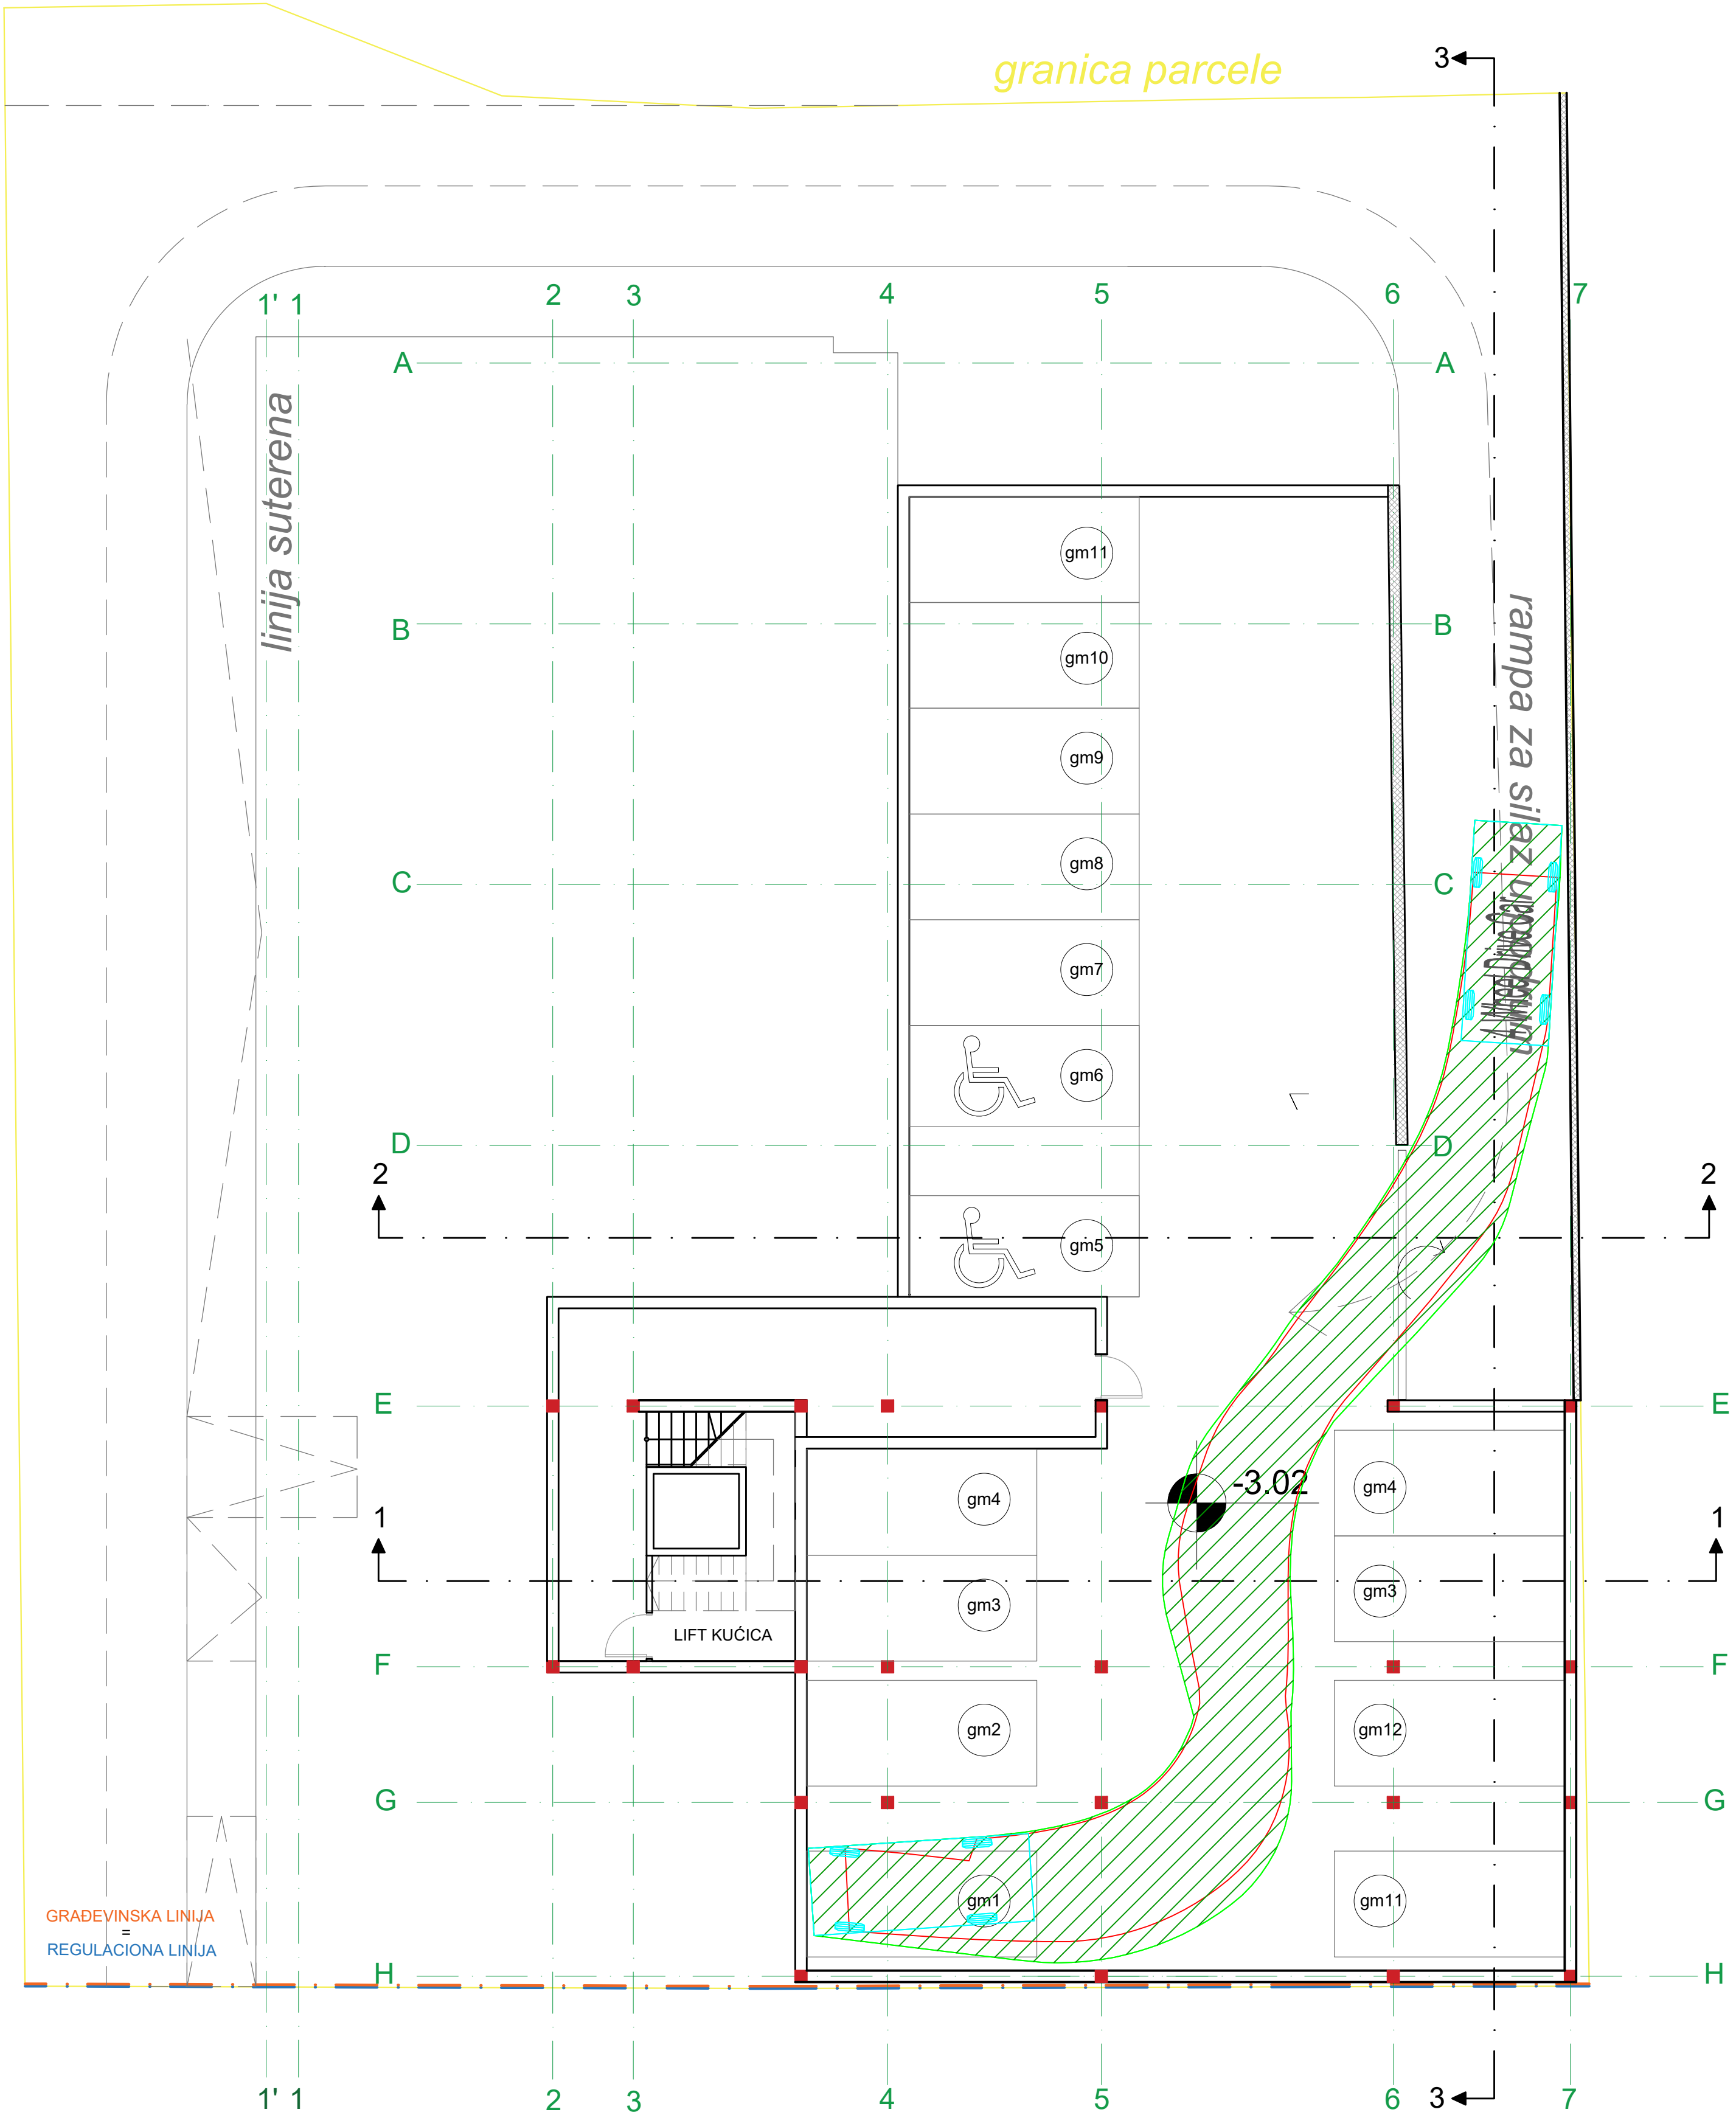 granica parcele
3
1' 1 2 3 4 5 6 7
A A
linija suterena
gm11
rampa za silaz
B B
gm10
gm9
gm8
C C
gm7
gm6
D D
2 2
gm5
E E
-3.02
gm4 gm4
1 1
gm3 gm3
LIFT KUĆICA
F F
gm2 gm12
G G
gm1 gm11
GRAĐEVINSKA LINIJA
=
REGULACIONA LINIJA
H H
1' 1 2 3 4 5 6 7
3